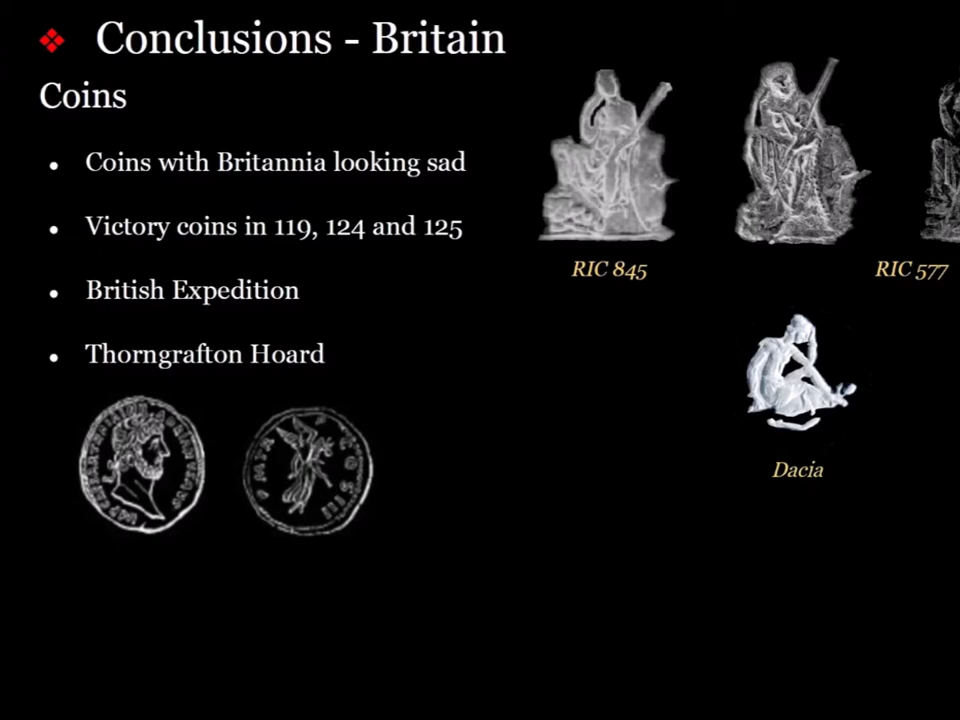 Conclusions - Britain
Coins
Coins with Britannia looking sad
Victory coins in 119, 124 and 125
British Expedition
Thorngrafton Hoard
RIC 845
RIC 577
Dacia